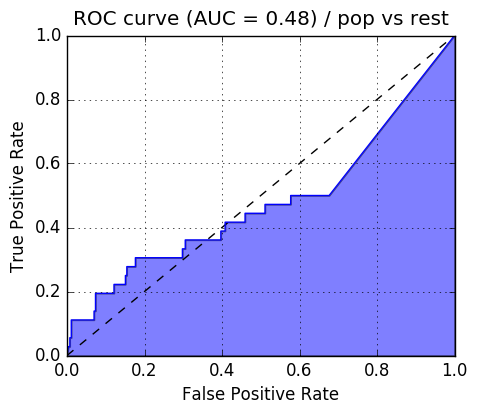 ROC curve (AUC = 0.48) / pop vs rest
True Positive Rate
1.0
0.8
0.6
0.4
0.2
0.0
0.0 0.2 0.4 0.6 0.8 1.0
False Positive Rate